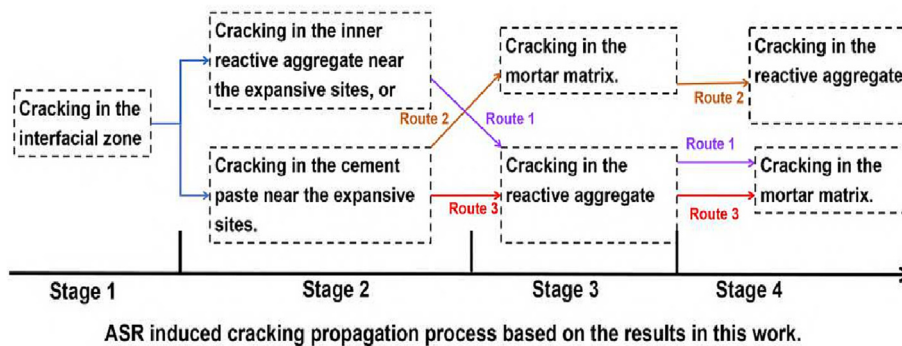 Cracking in the
interfacial zone
Cracking in the inner
reactive aggregate near
the expansive sites, or
Cracking in the cement
paste near the expansive
sites.
Route 2
Route 1
Route 3
Cracking in the
mortar matrix.
Cracking in the
reactive aggregate
Route 2
Route 1
Route 3
Cracking in the
reactive aggregate
Cracking in the
mortar matrix.
Stage 1
Stage 2
Stage 3
Stage 4
ASR induced cracking propagation process based on the results in this work.